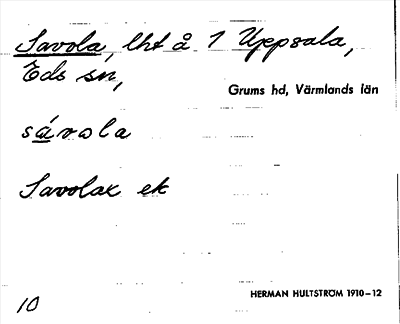 Savola, lht å 1 Uppsala,
Eds sn,
Grums hd, Värmlands län
sávola
Savolax ek
HERMAN HULTSTRÖM 1910–12
10